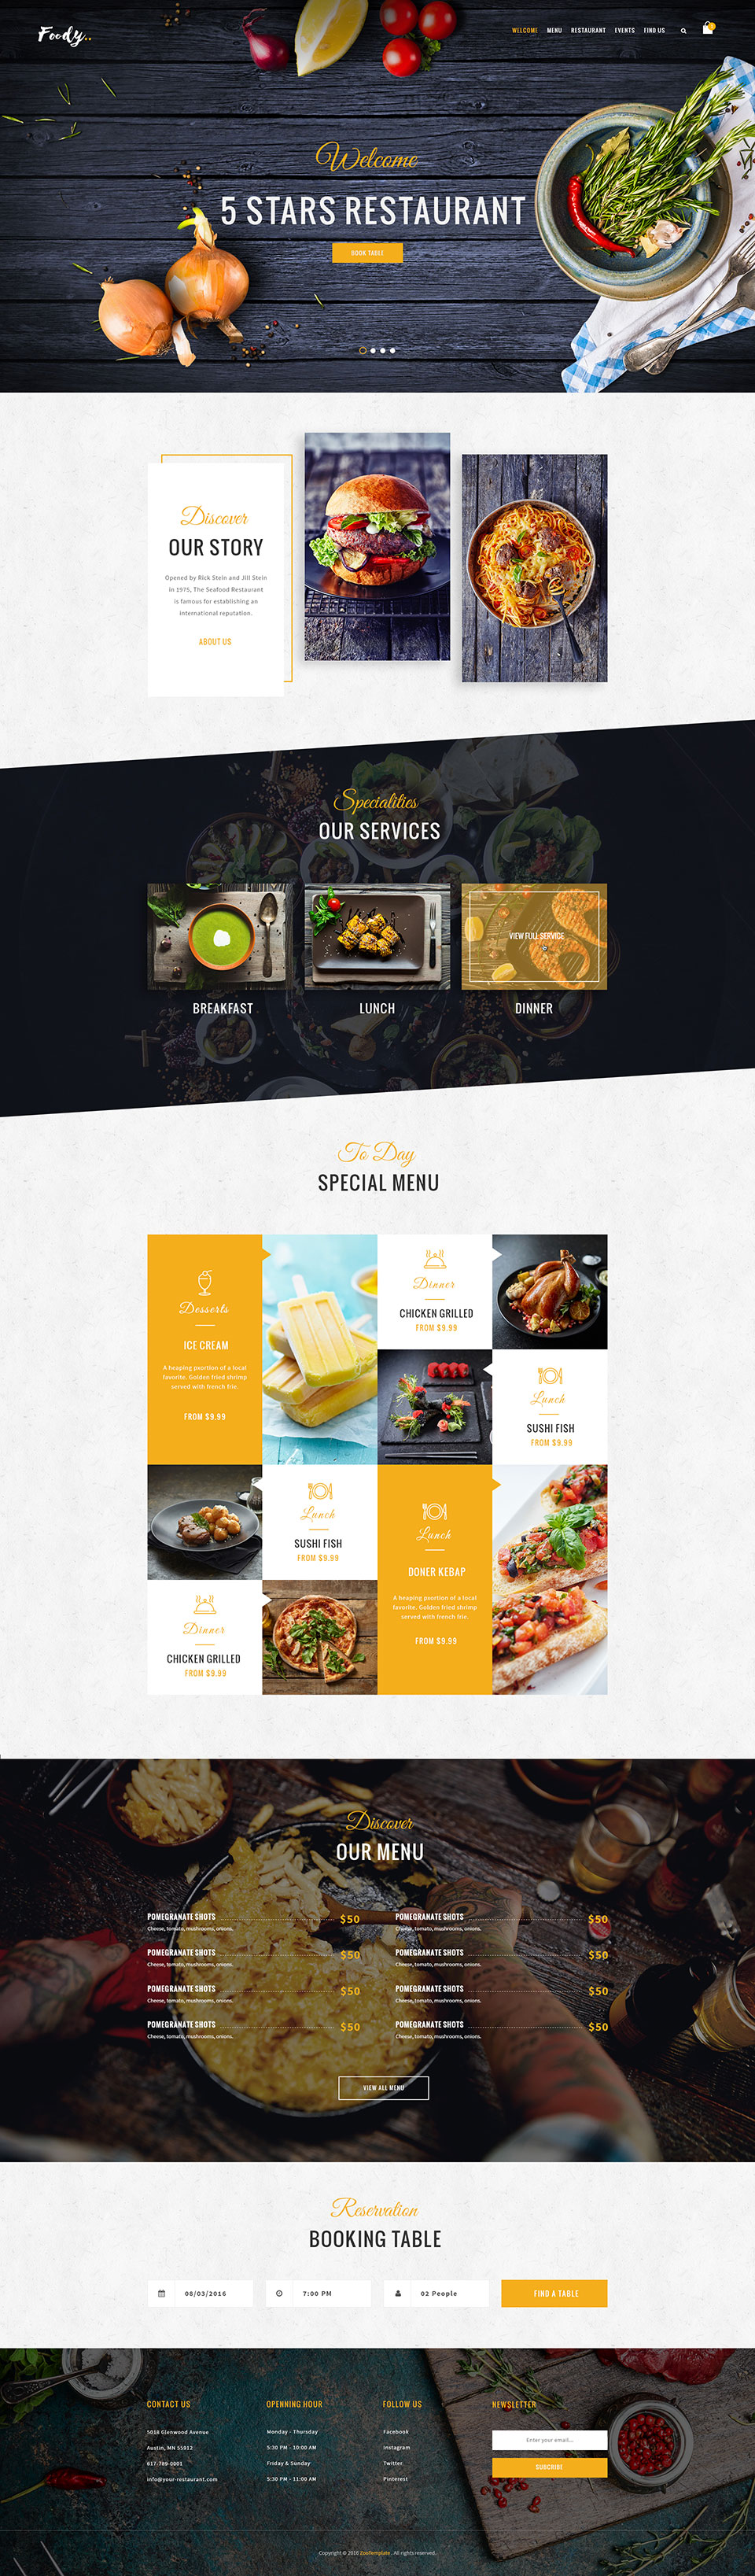 Foody..
WELCOME MENU RESTAURANT EVENTS FIND US
Welcome
5 STARS RESTAURANT
BOOK TABLE
Discover
OUR STORY
Opened by Rick Stein and Jill Stein
in 1975, The Seafood Restaurant
is famous for establishing an
international reputation.
ABOUT US
Specialities
OUR SERVICES
VIEW FULL SERVICE
BREAKFAST
LUNCH
DINNER
To Day
SPECIAL MENU
Desserts
ICE CREAM
A heaping pxortion of a local
favorite. Golden fried shrimp
served with french frie.
FROM $9.99
Dinner
CHICKEN GRILLED
FROM $9.99
Lunch
SUSHI FISH
FROM $9.99
Lunch
SUSHI FISH
FROM $9.99
Lunch
DONER KEBAP
A heaping pxortion of a local
favorite. Golden fried shrimp
served with french frie.
FROM $9.99
Dinner
CHICKEN GRILLED
FROM $9.99
Discover
OUR MENU
POMEGRANATE SHOTS $50
Cheese, tomato, mushrooms, onions.
POMEGRANATE SHOTS $50
Cheese, tomato, mushrooms, onions.
POMEGRANATE SHOTS $50
Cheese, tomato, mushrooms, onions.
POMEGRANATE SHOTS $50
Cheese, tomato, mushrooms, onions.
POMEGRANATE SHOTS $50
Cheese, tomato, mushrooms, onions.
POMEGRANATE SHOTS $50
Cheese, tomato, mushrooms, onions.
POMEGRANATE SHOTS $50
Cheese, tomato, mushrooms, onions.
POMEGRANATE SHOTS $50
Cheese, tomato, mushrooms, onions.
VIEW ALL MENU
Reservation
BOOKING TABLE
08/03/2016
7:00 PM
02 People
FIND A TABLE
CONTACT US
5018 Glenwood Avenue
Austin, MN 55912
617-789-0001
info@your-restaurant.com
OPENNING HOUR
Monday - Thursday
5:30 PM - 10:00 AM
Friday & Sunday
5:30 PM - 11:00 AM
FOLLOW US
Facebook
Instagram
Twitter
Pinterest
NEWSLETTER
Enter your email...
SUBCRIBE
Copyright © 2016 ZooTemplate. All rights reserved.